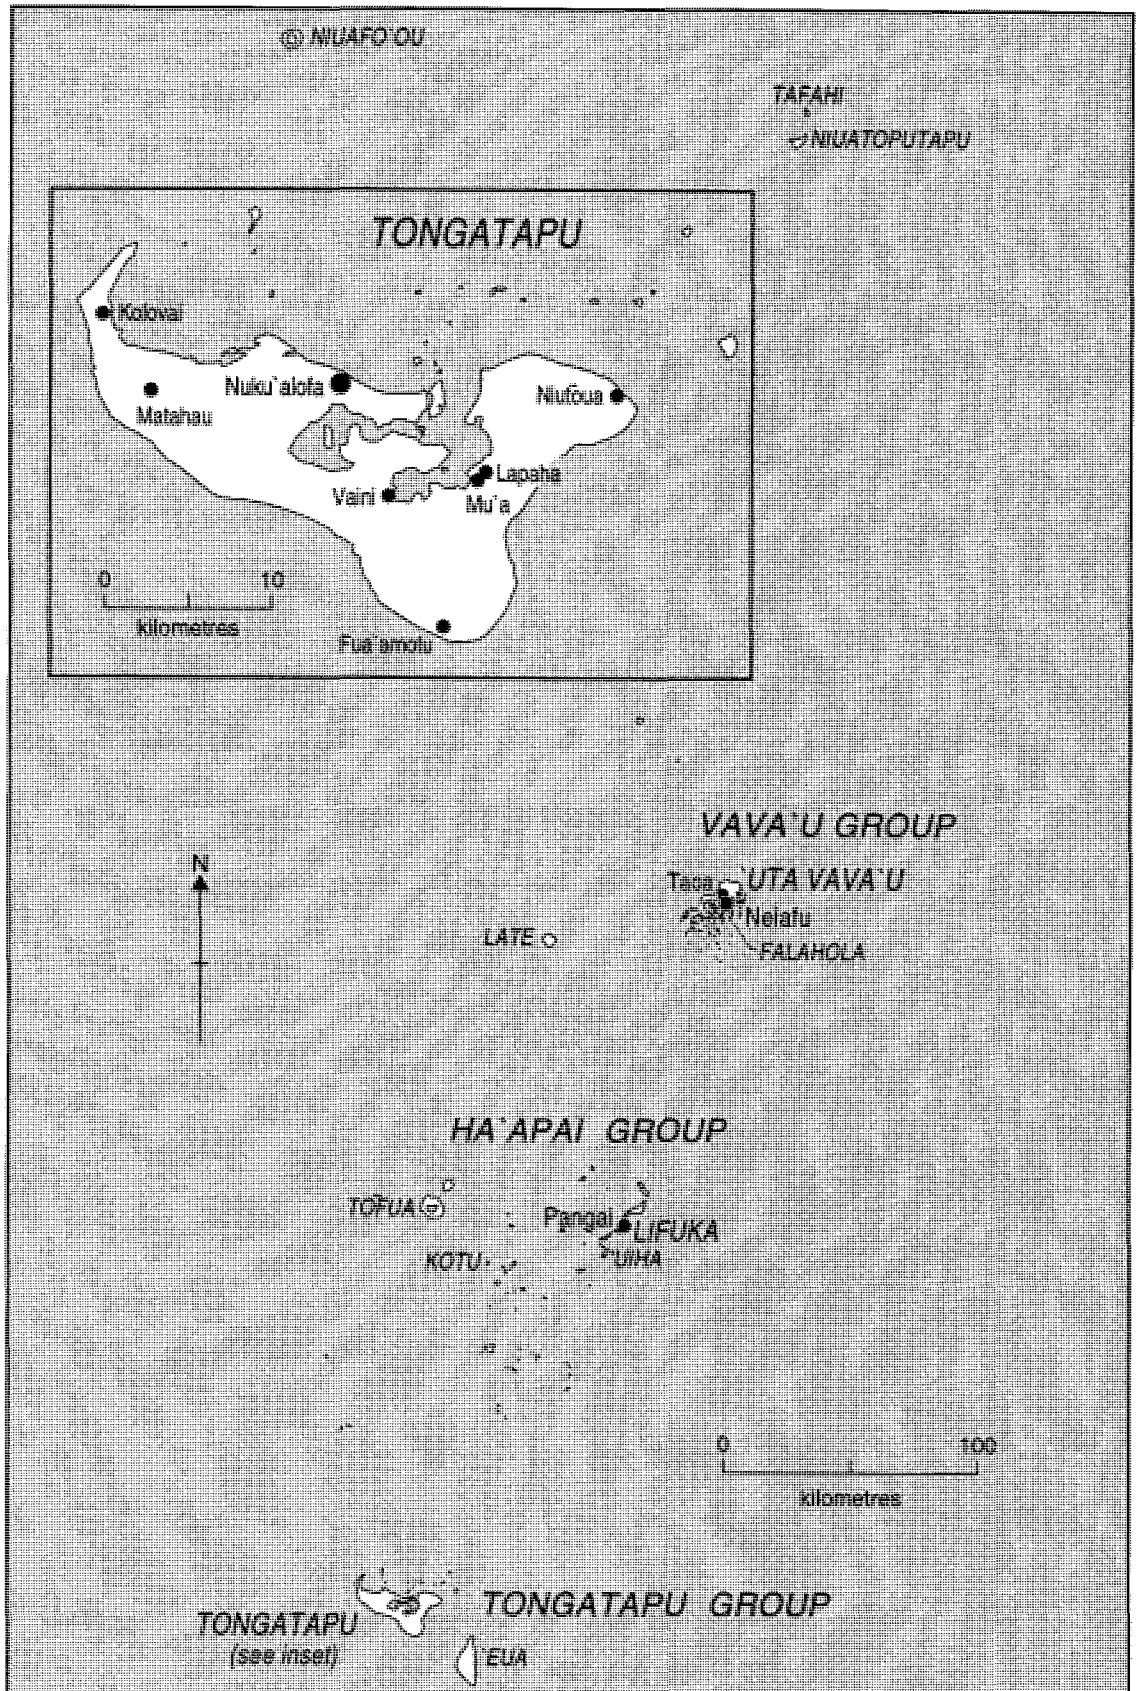 NIUAFO`OU
TAFAHI
NIUATOPUTAPU
TONGATAPU
Kolovai
Nuku`alofa
Niutōua
Matahau
Lapaha
Vaini
Mu`a
0 10
kilometres
Fua`amotu
VAVA`U GROUP
N
Taoa
`UTA VAVA`U
Neiafu
LATE
FALAHOLA
HA`APAI GROUP
TOFUA
Pangai
LIFUKA
KOTU
`UIHA
0 100
kilometres
TONGATAPU GROUP
TONGATAPU
(see inset)
`EUA